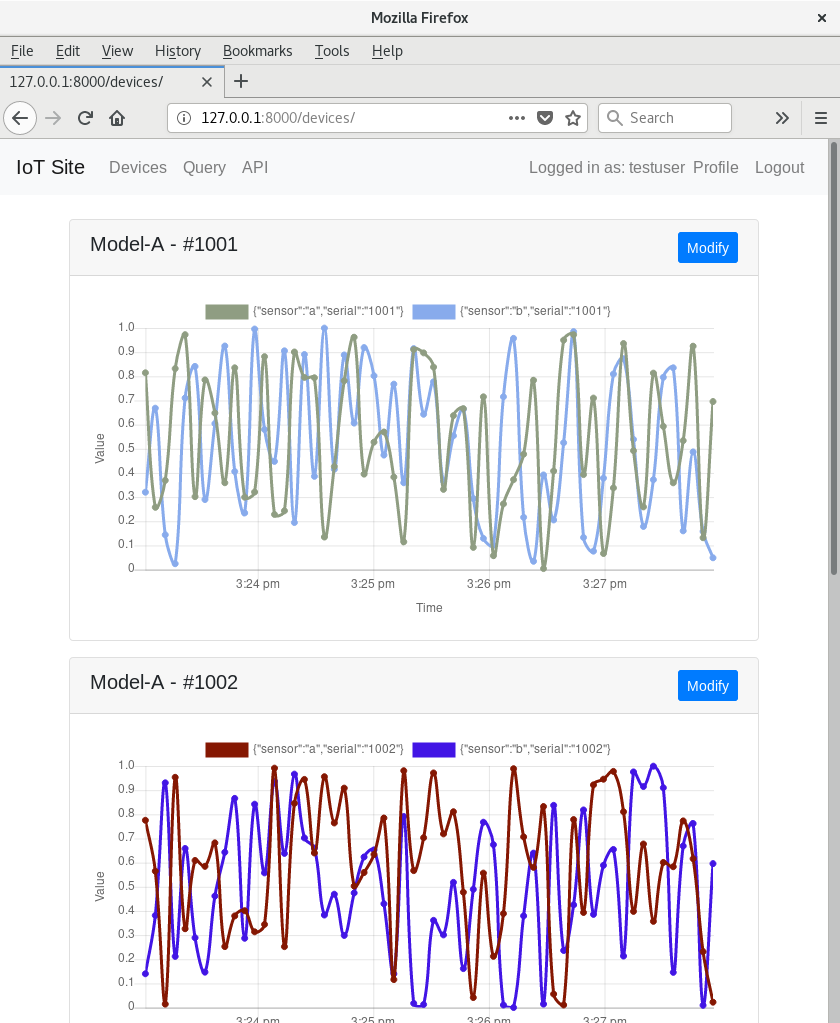 Mozilla Firefox
File Edit View History Bookmarks Tools Help
127.0.0.1:8000/devices/
127.0.0.1:8000/devices/ Search
IoT Site Devices Query API Logged in as: testuser Profile Logout
Model-A - #1001 Modify
{"sensor":"a","serial":"1001"} {"sensor":"b","serial":"1001"}
1.0
0.9
0.8
0.7
0.6
0.5
0.4
0.3
0.2
0.1
0
Value
3:24 pm 3:25 pm 3:26 pm 3:27 pm
Time
Model-A - #1002 Modify
{"sensor":"a","serial":"1002"} {"sensor":"b","serial":"1002"}
1.0
0.9
0.8
0.7
0.6
0.5
0.4
0.3
0.2
0.1
0
Value
3:24 pm 3:25 pm 3:26 pm 3:27 pm